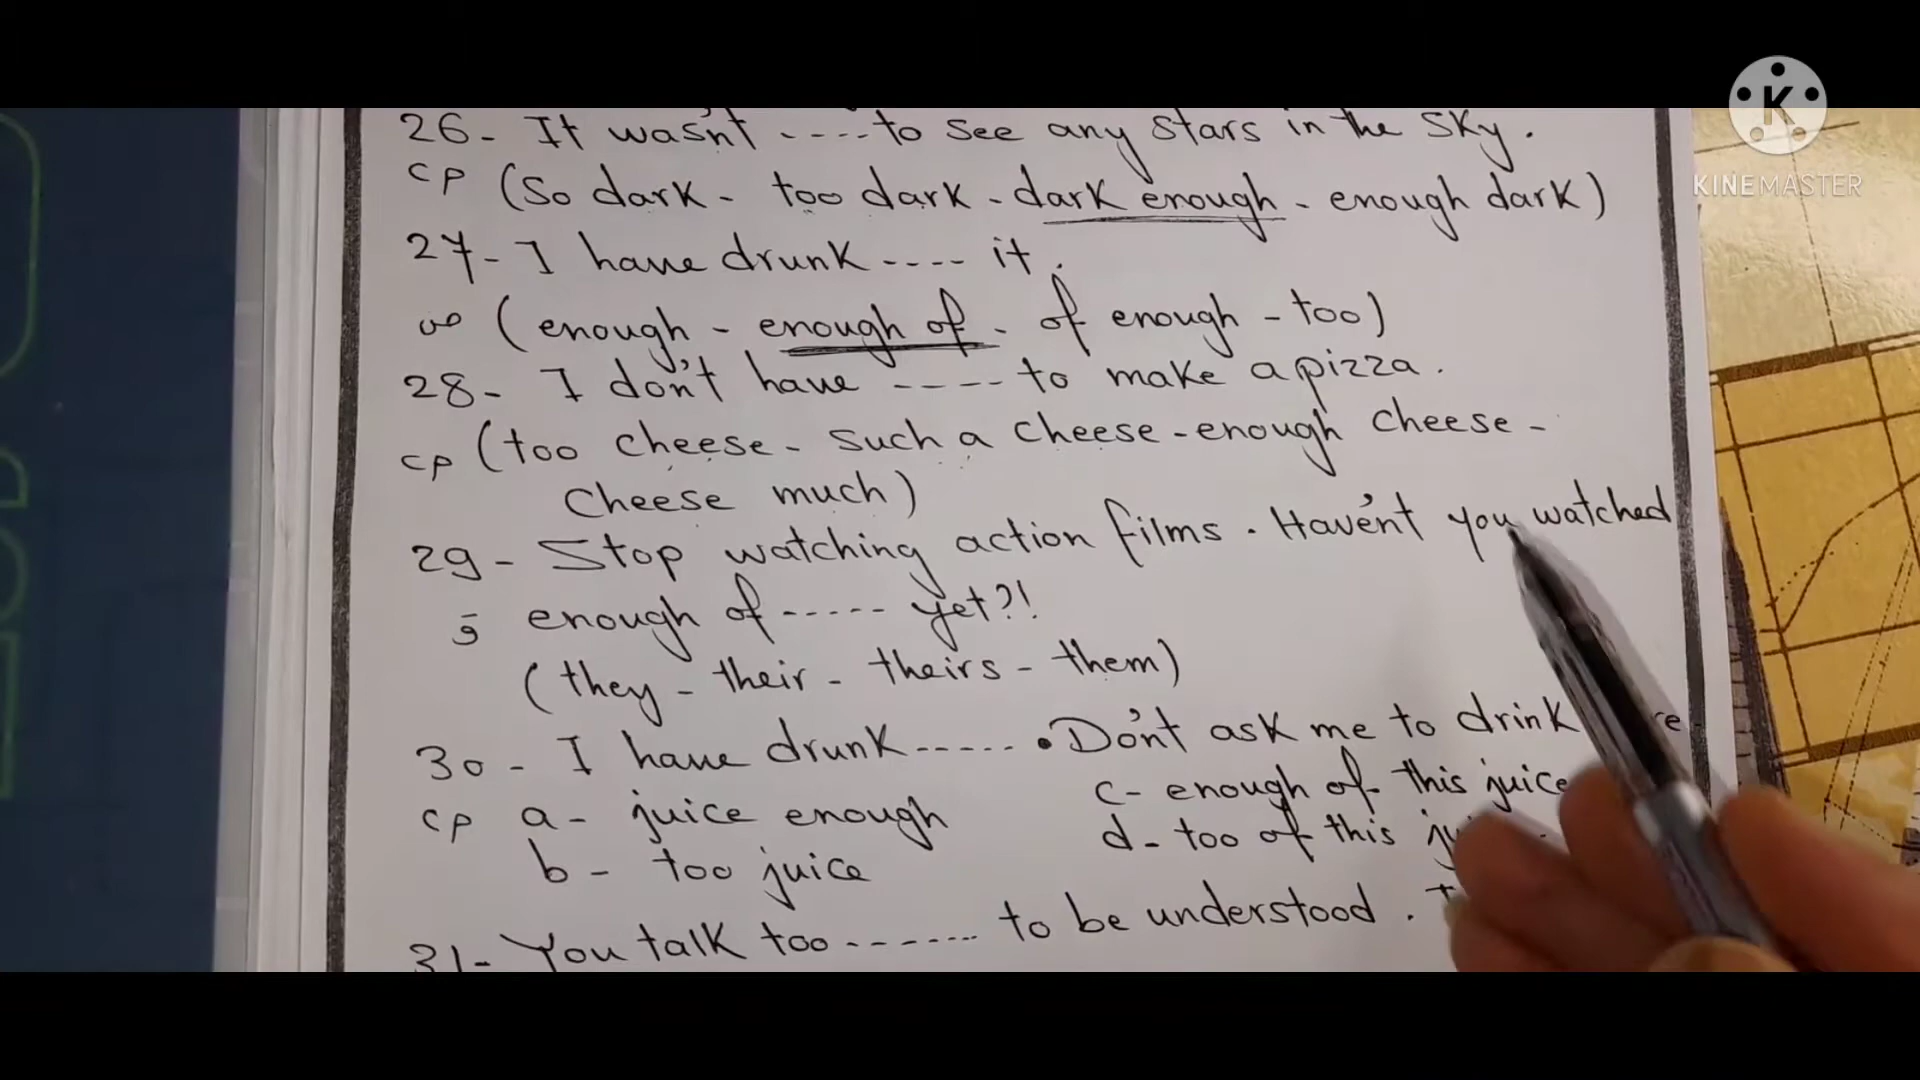 KINEMASTER
26- It wasn't ---- to see any stars in the sky.
cp (So dark - too dark - dark enough - enough dark)
27- I have drunk ---- it.
(enough - enough of - of enough - too)
28- I don't have ---- to make a pizza.
cp (too cheese - such a cheese - enough cheese -
cheese much)
29- Stop watching action films. Haven't you watched
enough of ----- yet?!
(they - their - theirs - them)
30- I have drunk ----- . Don't ask me to drink
cp a- juice enough
c- enough of this juice
b- too juice
d- too of this
31- You talk too ------- to be understood.